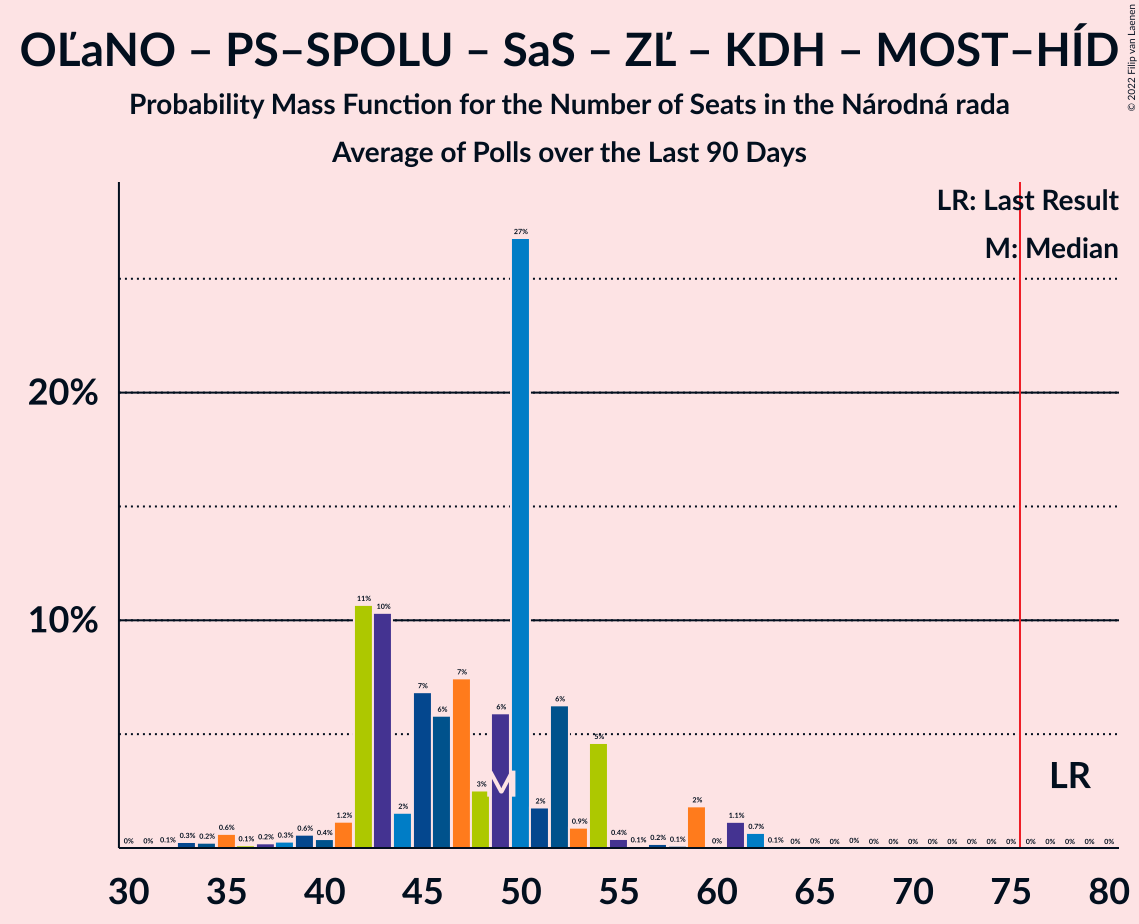 OĽaNO – PS–SPOLU – SaS – ZĽ – KDH – MOST–HÍD
Probability Mass Function for the Number of Seats in the Národná rada
Average of Polls over the Last 90 Days
© 2022 Filip van Laenen
LR: Last Result
M: Median
20%
10%
0% 0% 0.1% 0.3% 0.2% 0.6% 0.1% 0.2% 0.3% 0.6% 0.4% 1.2% 11% 10% 2% 7% 6% 7% 3% 6% 27% 2% 6% 0.9% 5% 0.4% 0.1% 0.2% 0.1% 2% 0% 1.1% 0.7% 0.1% 0% 0% 0% 0% 0% 0% 0% 0% 0% 0% 0% 0% 0% 0% 0% 0% 0%
M
LR
30 35 40 45 50 55 60 65 70 75 80